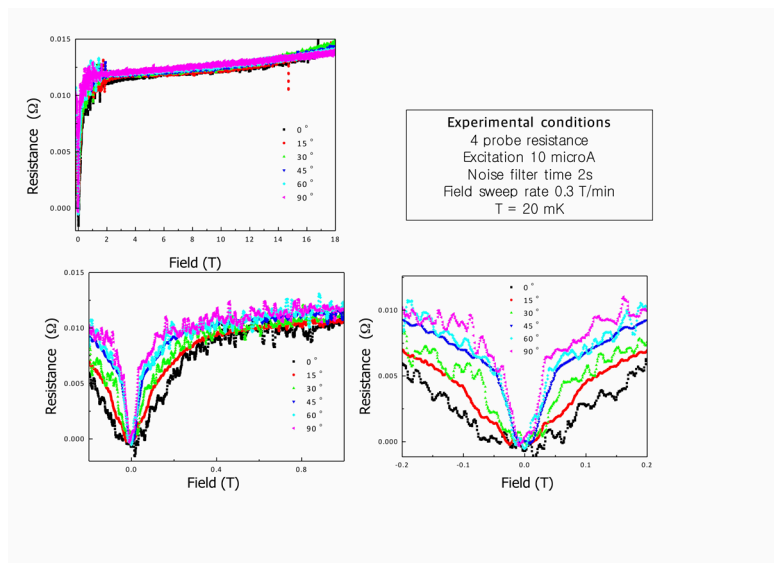 0.015
0.010
0.005
0.000
Resistance (Ω)
0 °
15 °
30 °
45 °
60 °
90 °
0 2 4 6 8 10 12 14 16 18
Field (T)
Experimental conditions
4 probe resistance
Excitation 10 microA
Noise filter time 2s
Field sweep rate 0.3 T/min
T = 20 mK
0.015
0.010
0.005
0.000
Resistance (Ω)
0 °
15 °
30 °
45 °
60 °
90 °
0.0 0.4 0.8
Field (T)
0.010
0.005
0.000
Resistance (Ω)
0 °
15 °
30 °
45 °
60 °
90 °
-0.2 -0.1 0.0 0.1 0.2
Field (T)